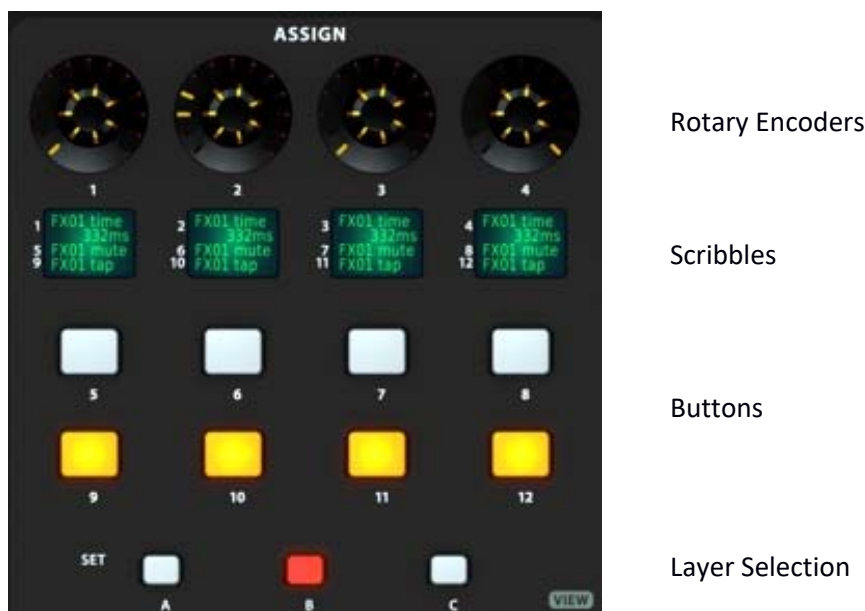 ASSIGN
Rotary Encoders
1 2 3 4
1 FX01 time 2 FX01 time 3 FX01 time 4 FX01 time
332ms 332ms 332ms 332ms
5 FX01 mute 6 FX01 mute 7 FX01 mute 8 FX01 mute
9 FX01 tap 10 FX01 tap 11 FX01 tap 12 FX01 tap
Scribbles
5 6 7 8
Buttons
9 10 11 12
SET
Layer Selection
A B C VIEW